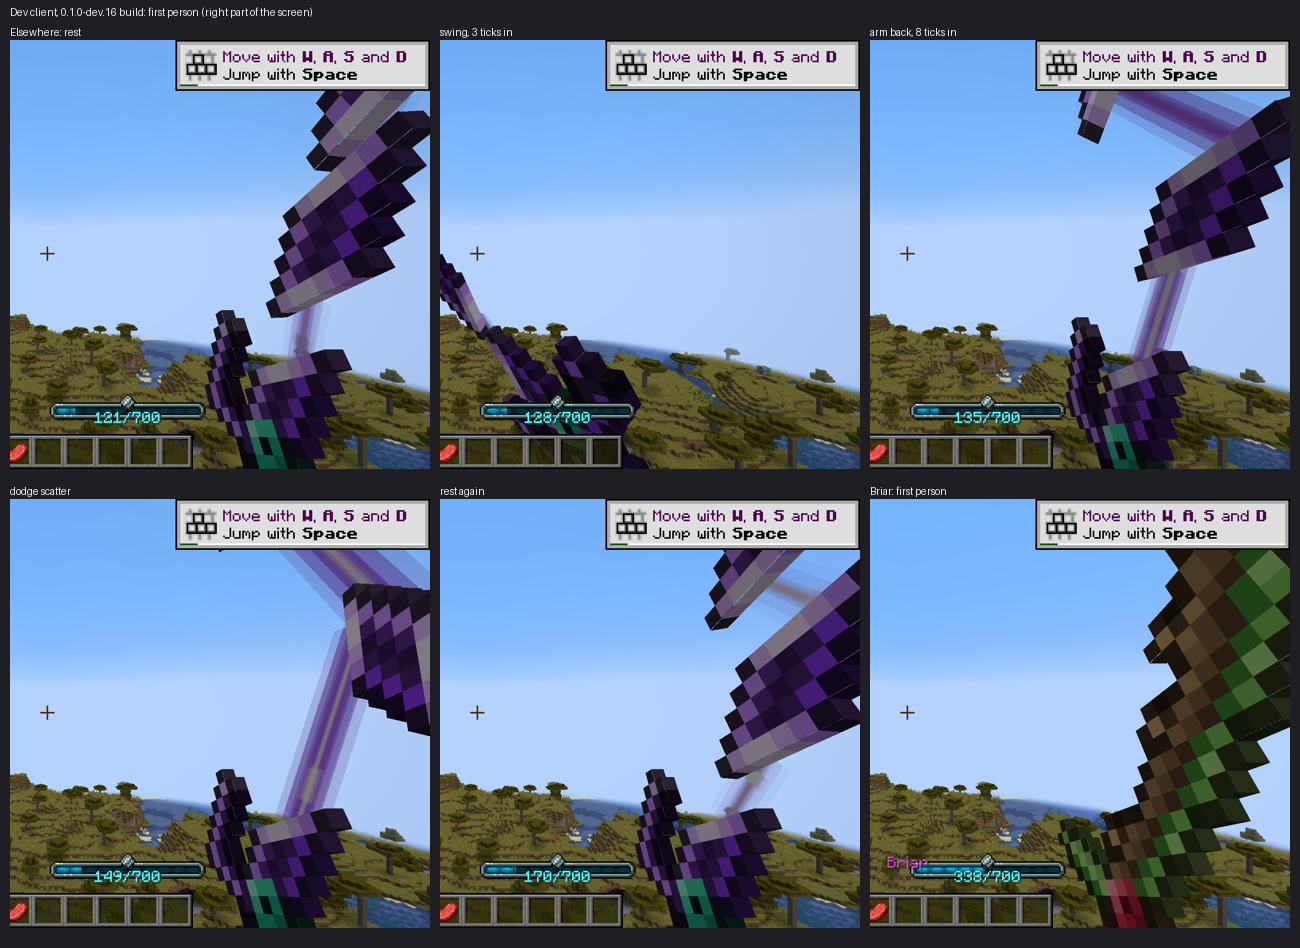 Dev client, 0.1.0-dev.16 build: first person (right part of the screen)
Elsewhere: rest
swing, 3 ticks in
arm back, 8 ticks in
Move with W, A, S and D
Jump with Space
Move with W, A, S and D
Jump with Space
Move with W, A, S and D
Jump with Space
121/700
128/700
135/700
dodge scatter
rest again
Briar: first person
Move with W, A, S and D
Jump with Space
Move with W, A, S and D
Jump with Space
Move with W, A, S and D
Jump with Space
Briar
149/700
170/700
338/700